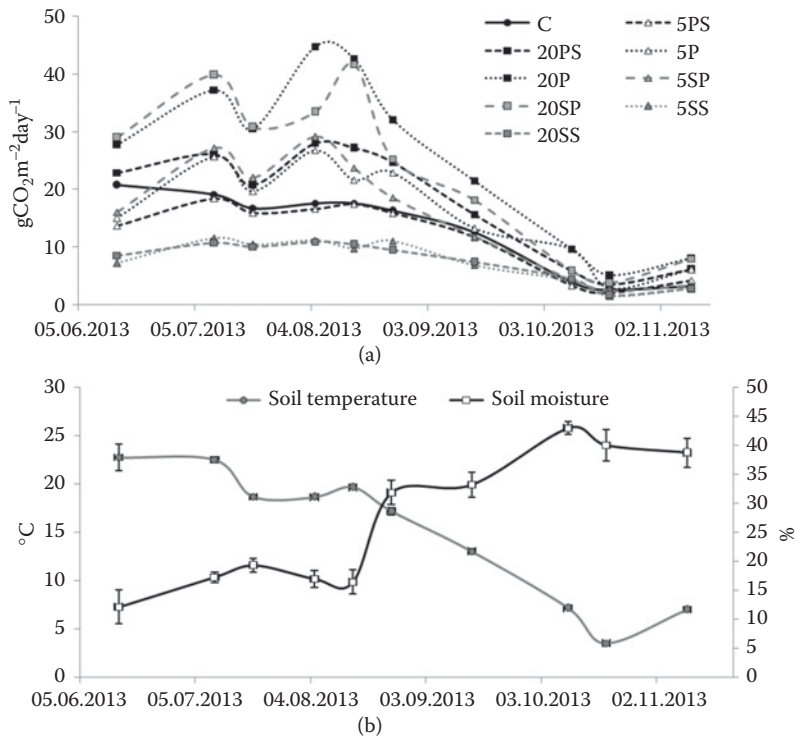 50
40
30
20
10
0
gCO₂m⁻²day⁻¹
C
20PS
20P
20SP
20SS
5PS
5P
5SP
5SS
05.06.2013 05.07.2013 04.08.2013 03.09.2013 03.10.2013 02.11.2013
(a)
30
25
20
15
10
5
0
°C
Soil temperature
Soil moisture
50
45
40
35
30
25
20
15
10
5
0
%
05.06.2013 05.07.2013 04.08.2013 03.09.2013 03.10.2013 02.11.2013
(b)